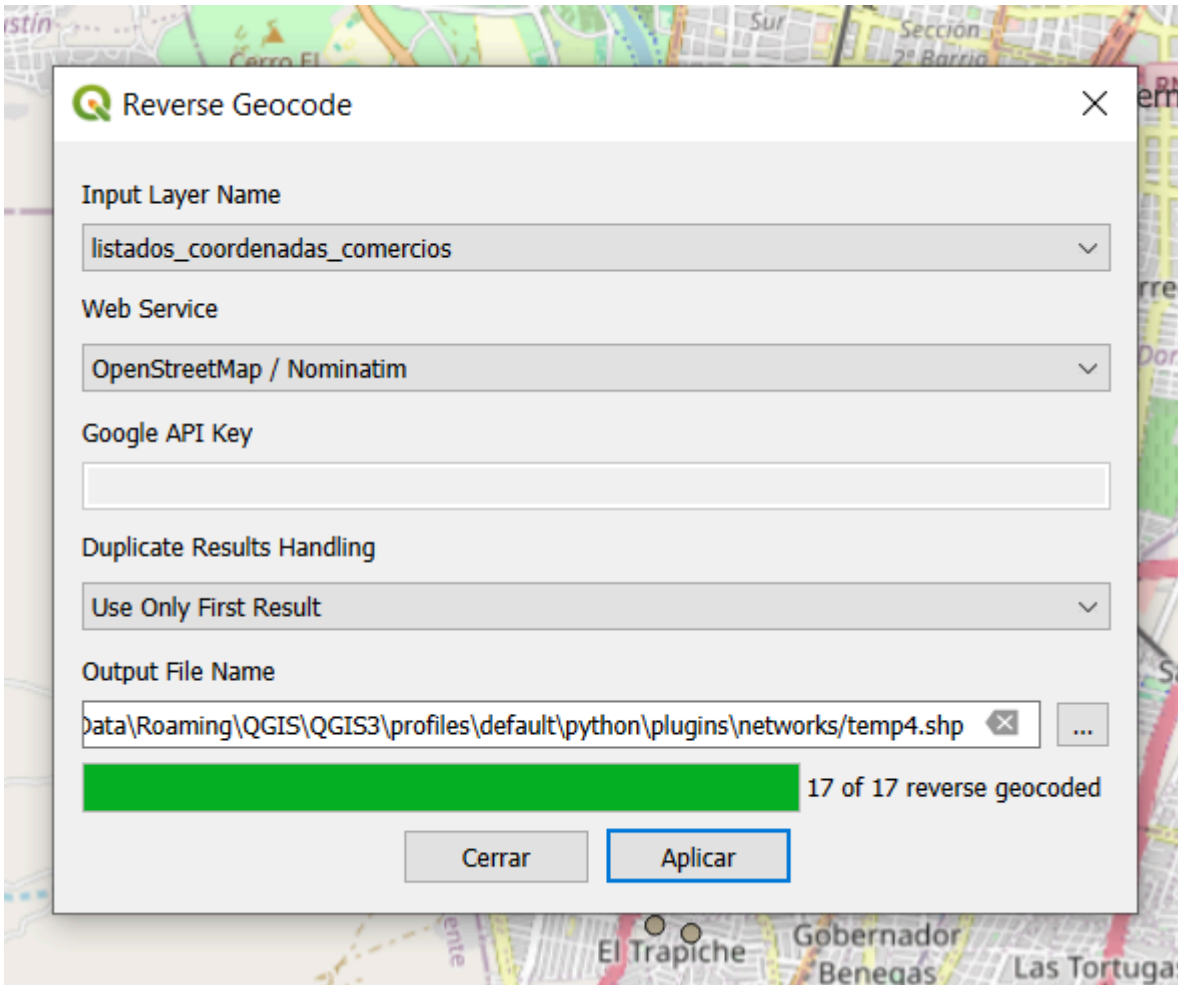 Sur
Sección
2° Barrio
Cerro El
Reverse Geocode
Input Layer Name
listados_coordenadas_comercios
Web Service
OpenStreetMap / Nominatim
Google API Key
Duplicate Results Handling
Use Only First Result
Output File Name
Data\Roaming\QGIS\QGIS3\profiles\default\python\plugins\networks/temp4.shp
...
17 of 17 reverse geocoded
Cerrar
Aplicar
El Trapiche
Gobernador
Benegas
Las Tortugas